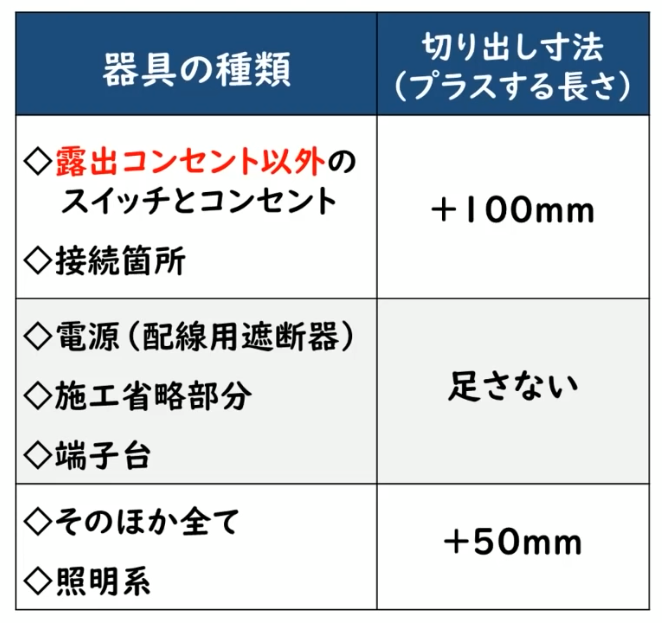 器具の種類
切り出し寸法
（プラスする長さ）
◇露出コンセント以外の
スイッチとコンセント
◇接続箇所
＋100mm
◇電源（配線用遮断器）
◇施工省略部分
◇端子台
足さない
◇そのほか全て
◇照明系
＋50mm